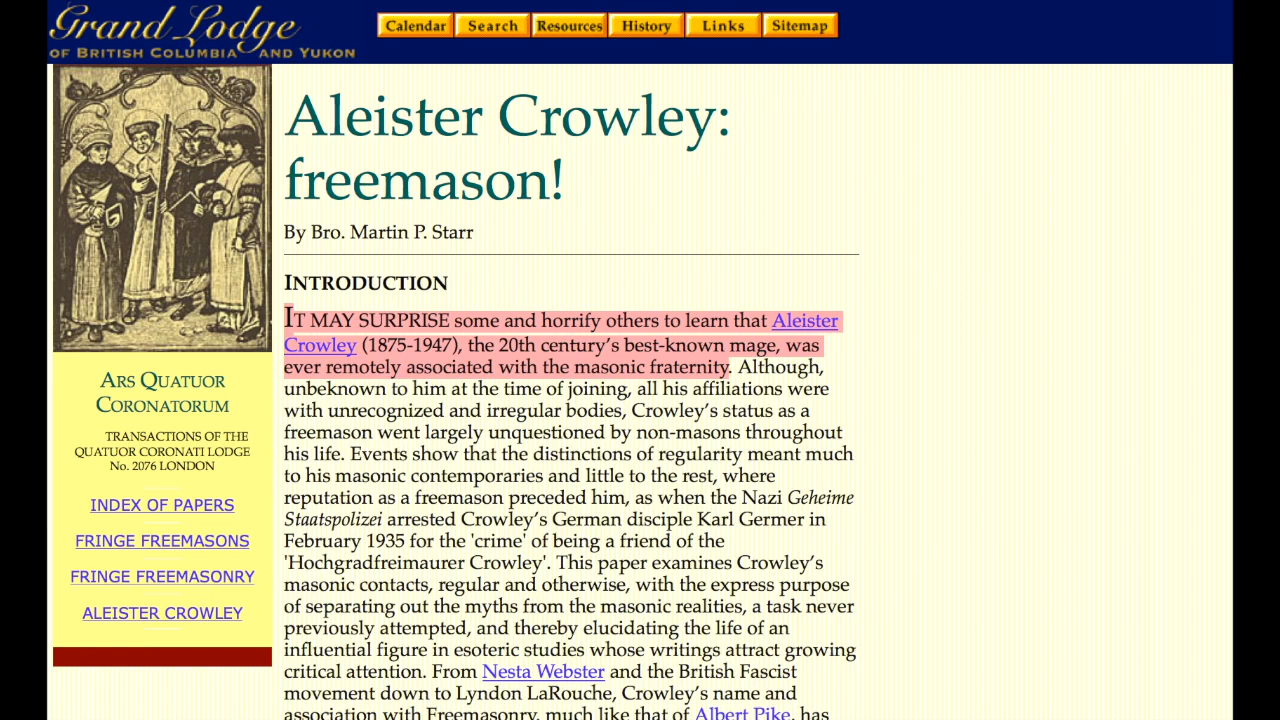 Grand Lodge
OF BRITISH COLUMBIA AND YUKON
Calendar
Search
Resources
History
Links
Sitemap
ARS QUATUOR
CORONATORUM
TRANSACTIONS OF THE
QUATUOR CORONATI LODGE
No. 2076 LONDON
INDEX OF PAPERS
FRINGE FREEMASONS
FRINGE FREEMASONRY
ALEISTER CROWLEY
Aleister Crowley:
freemason!
By Bro. Martin P. Starr
INTRODUCTION
IT MAY SURPRISE some and horrify others to learn that Aleister
Crowley (1875-1947), the 20th century’s best-known mage, was
ever remotely associated with the masonic fraternity. Although,
unbeknown to him at the time of joining, all his affiliations were
with unrecognized and irregular bodies, Crowley’s status as a
freemason went largely unquestioned by non-masons throughout
his life. Events show that the distinctions of regularity meant much
to his masonic contemporaries and little to the rest, where
reputation as a freemason preceded him, as when the Nazi Geheime
Staatspolizei arrested Crowley’s German disciple Karl Germer in
February 1935 for the 'crime' of being a friend of the
'Hochgradfreimaurer Crowley'. This paper examines Crowley’s
masonic contacts, regular and otherwise, with the express purpose
of separating out the myths from the masonic realities, a task never
previously attempted, and thereby elucidating the life of an
influential figure in esoteric studies whose writings attract growing
critical attention. From Nesta Webster and the British Fascist
movement down to Lyndon LaRouche, Crowley’s name and
association with Freemasonry, much like that of Albert Pike, has